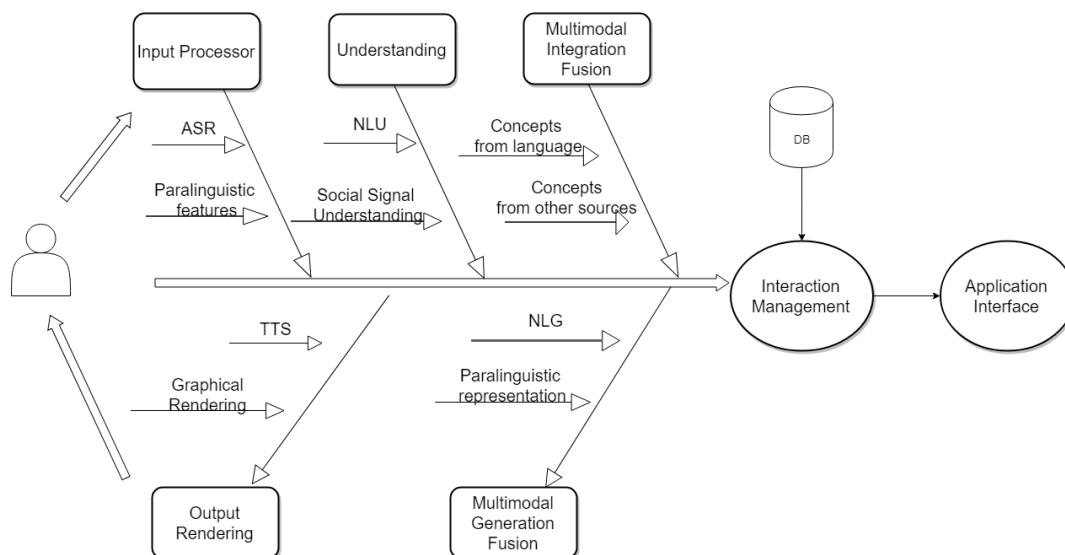 Input Processor
Understanding
Multimodal
Integration
Fusion
ASR
NLU
Concepts
from language
DB
Paralinguistic
features
Social Signal
Understanding
Concepts
from other sources
Interaction
Management
Application
Interface
TTS
NLG
Graphical
Rendering
Paralinguistic
representation
Output
Rendering
Multimodal
Generation
Fusion